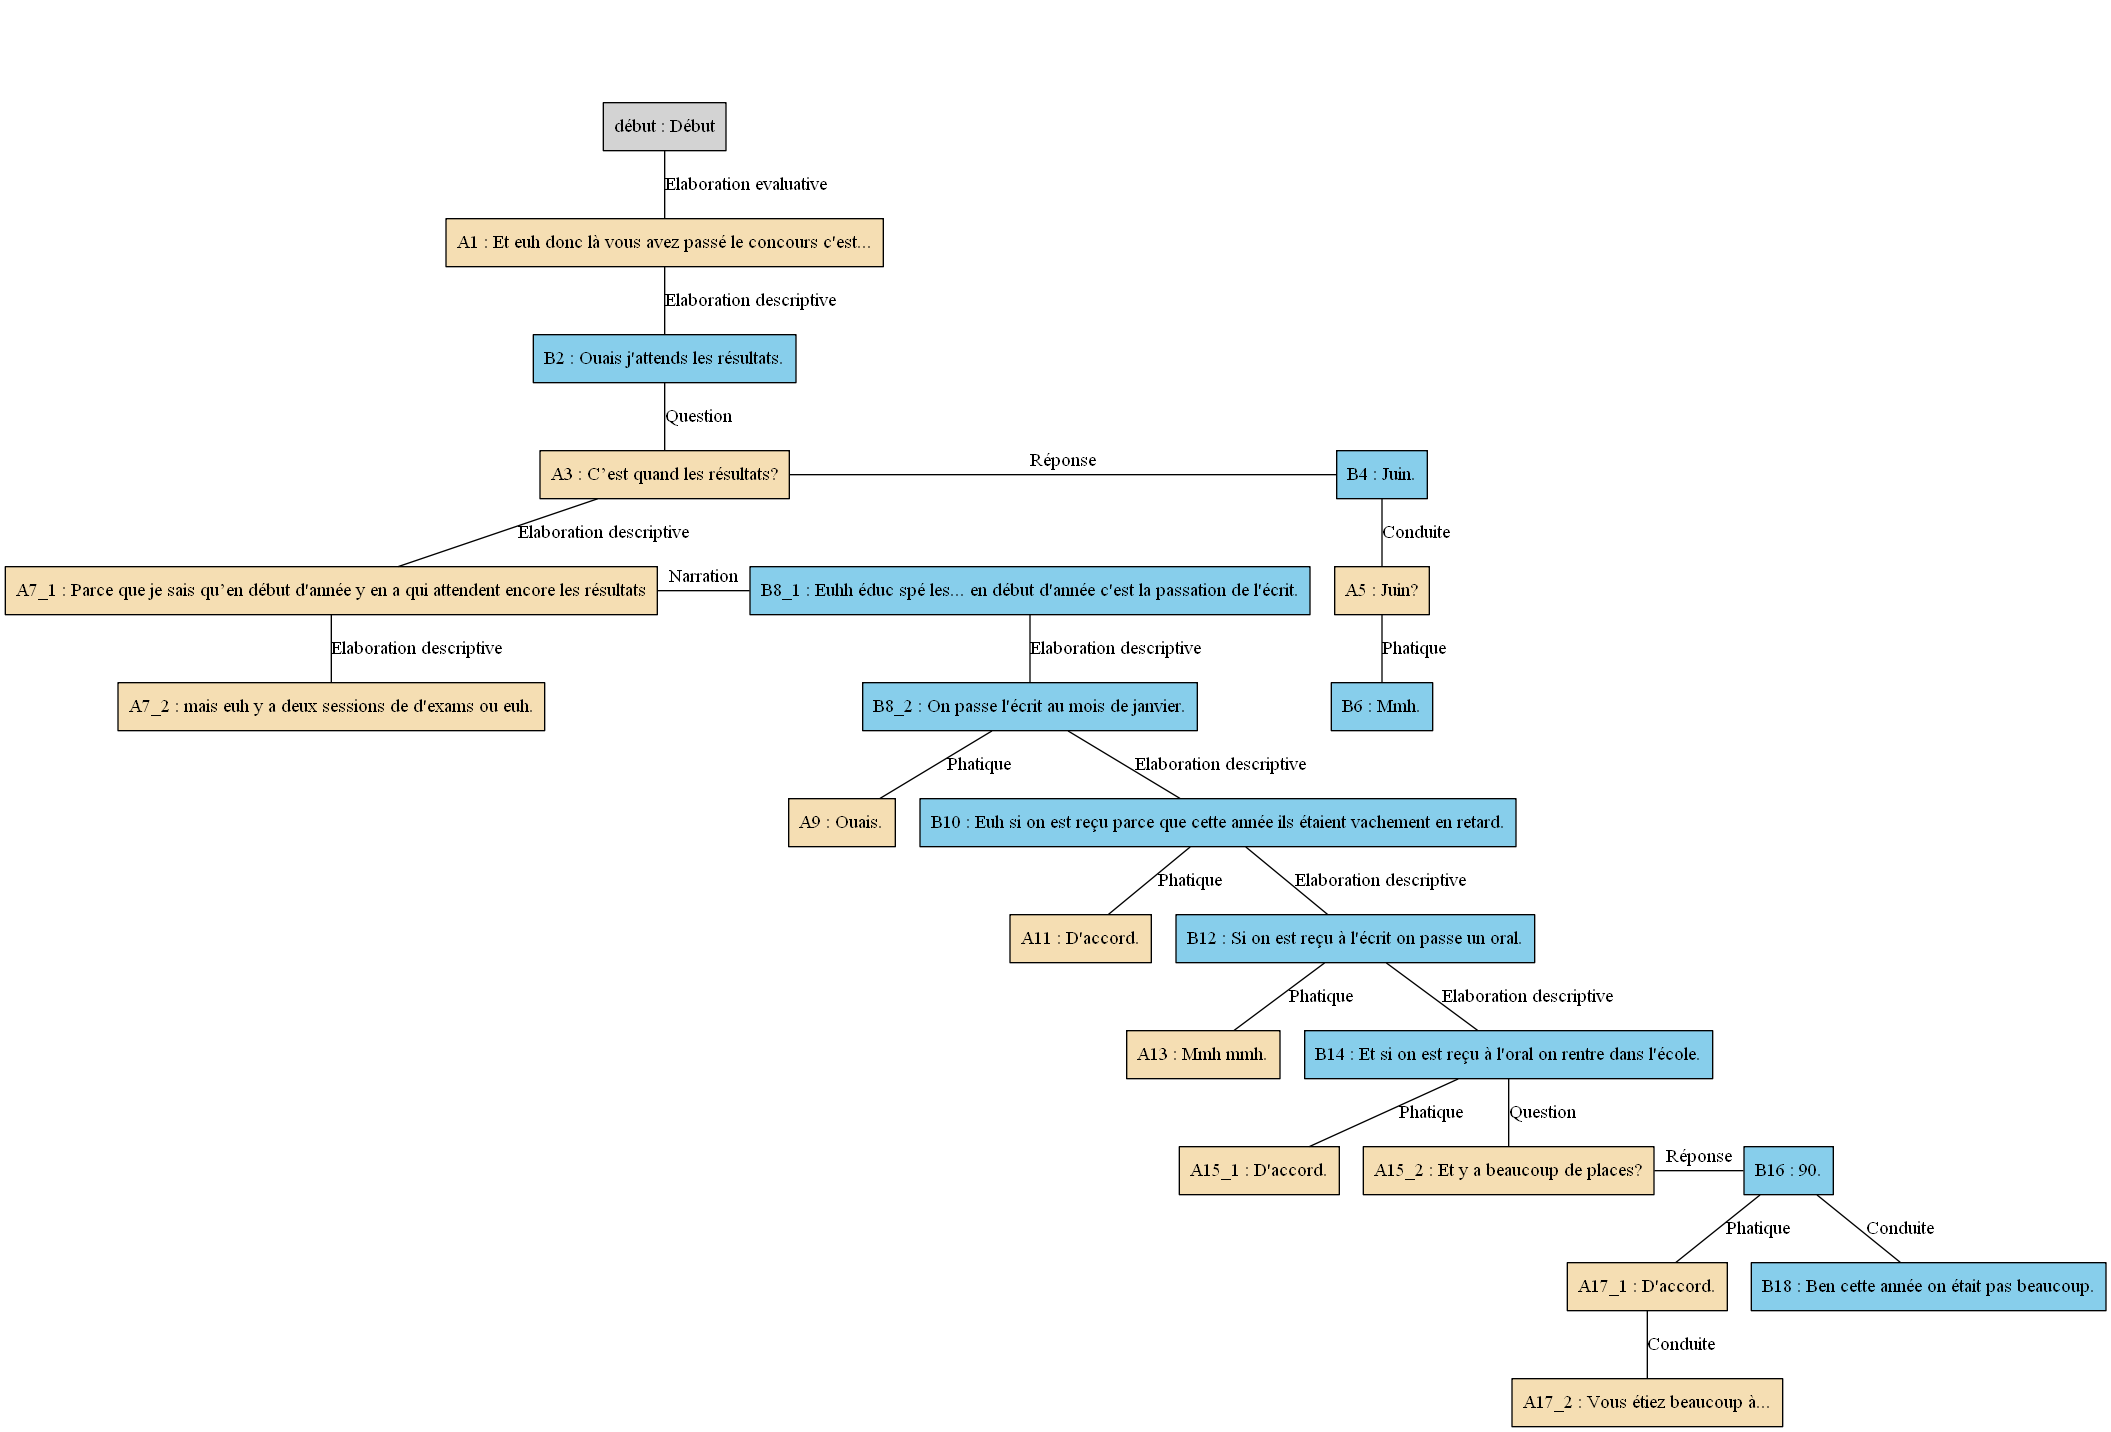 début : Début
Elaboration evaluative
A1 : Et euh donc là vous avez passé le concours c'est...
Elaboration descriptive
B2 : Ouais j'attends les résultats.
Question
A3 : C’est quand les résultats?
Réponse
B4 : Juin.
Elaboration descriptive
Conduite
A7_1 : Parce que je sais qu’en début d'année y en a qui attendent encore les résultats
Narration
B8_1 : Euhh éduc spé les... en début d'année c'est la passation de l'écrit.
A5 : Juin?
Elaboration descriptive
Elaboration descriptive
Phatique
A7_2 : mais euh y a deux sessions de d'exams ou euh.
B8_2 : On passe l'écrit au mois de janvier.
B6 : Mmh.
Phatique
Elaboration descriptive
A9 : Ouais.
B10 : Euh si on est reçu parce que cette année ils étaient vachement en retard.
Phatique
Elaboration descriptive
A11 : D'accord.
B12 : Si on est reçu à l'écrit on passe un oral.
Phatique
Elaboration descriptive
A13 : Mmh mmh.
B14 : Et si on est reçu à l'oral on rentre dans l'école.
Phatique
Question
A15_1 : D'accord.
A15_2 : Et y a beaucoup de places?
Réponse
B16 : 90.
Phatique
Conduite
A17_1 : D'accord.
B18 : Ben cette année on était pas beaucoup.
Conduite
A17_2 : Vous étiez beaucoup à...